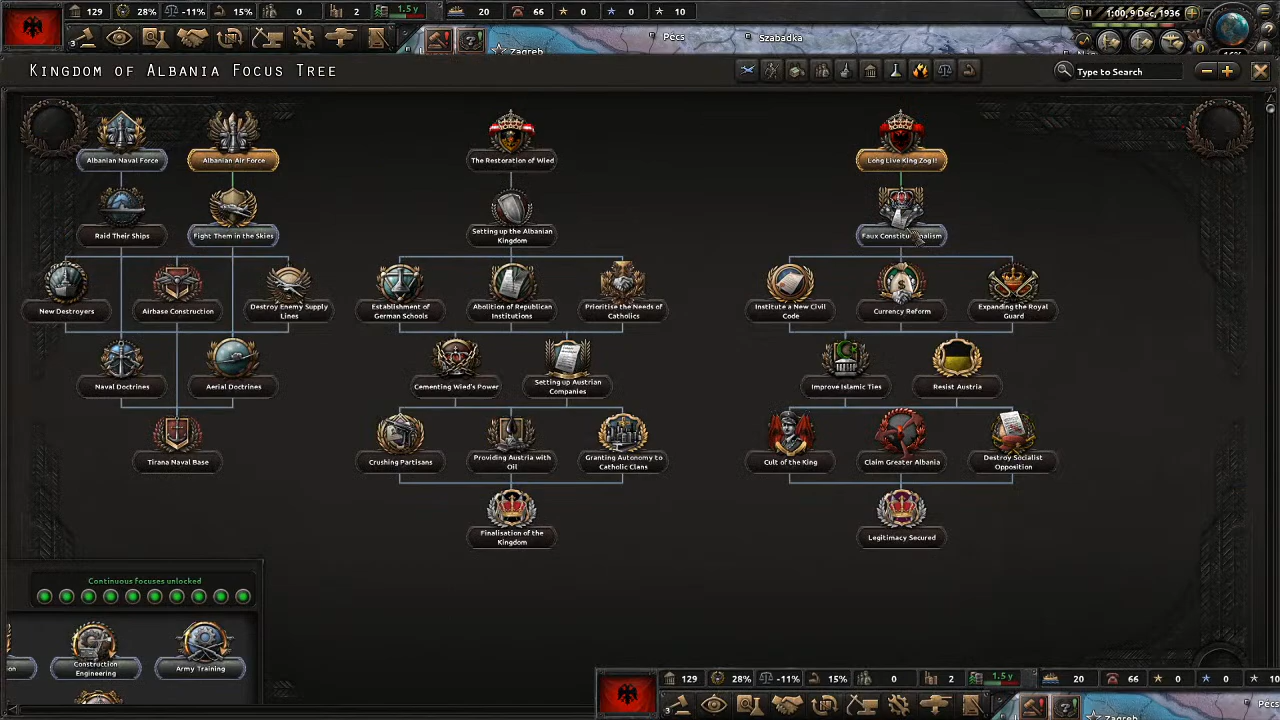 129 28% -11% 15% 0 2 1.5 y 20 66 0 0 10
1:00, 9 Dec, 1936
3
0
Zagreb
Pecs
Szabadka
Kingdom of Albania Focus Tree
Type to Search
Albanian Naval Force
Albanian Air Force
The Restoration of Wied
Long Live King Zog I!
Raid Their Ships
Fight Them in the Skies
Setting up the Albanian
Kingdom
New Destroyers
Airbase Construction
Destroy Enemy Supply
Lines
Establishment of
German Schools
Abolition of Republican
Institutions
Prioritise the Needs of
Catholics
Institute a New Civil
Code
Currency Reform
Expanding the Royal
Guard
Naval Doctrines
Aerial Doctrines
Cementing Wied's Power
Setting up Austrian
Companies
Improve Islamic Ties
Resist Austria
Tirana Naval Base
Crushing Partisans
Providing Austria with
Oil
Granting Autonomy to
Catholic Clans
Cult of the King
Claim Greater Albania
Destroy Socialist
Opposition
Finalisation of the
Kingdom
Legitimacy Secured
Continuous focuses unlocked
Construction
Engineering
Army Training
129 28% -11% 15% 0 2 1.5 y 20 66 0 0 10
3
Zagreb
Pecs